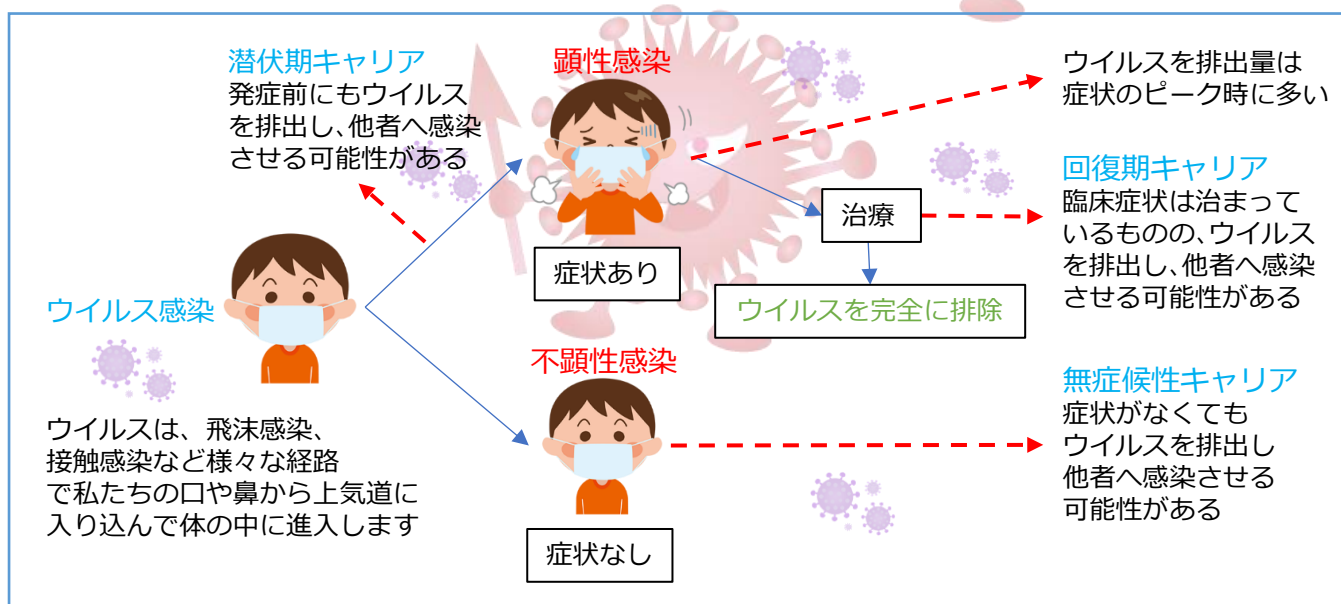 潜伏期キャリア
発症前にもウイルス
を排出し、他者へ感染
させる可能性がある
顕性感染
症状あり
ウイルスを排出量は
症状のピーク時に多い
治療
ウイルスを完全に排除
回復期キャリア
臨床症状は治まって
いるものの、ウイルス
を排出し、他者へ感染
させる可能性がある
ウイルス感染
ウイルスは、飛沫感染、
接触感染など様々な経路
で私たちの口や鼻から上気道に
入り込んで体の中に進入します
不顕性感染
症状なし
無症候性キャリア
症状がなくても
ウイルスを排出し
他者へ感染させる
可能性がある